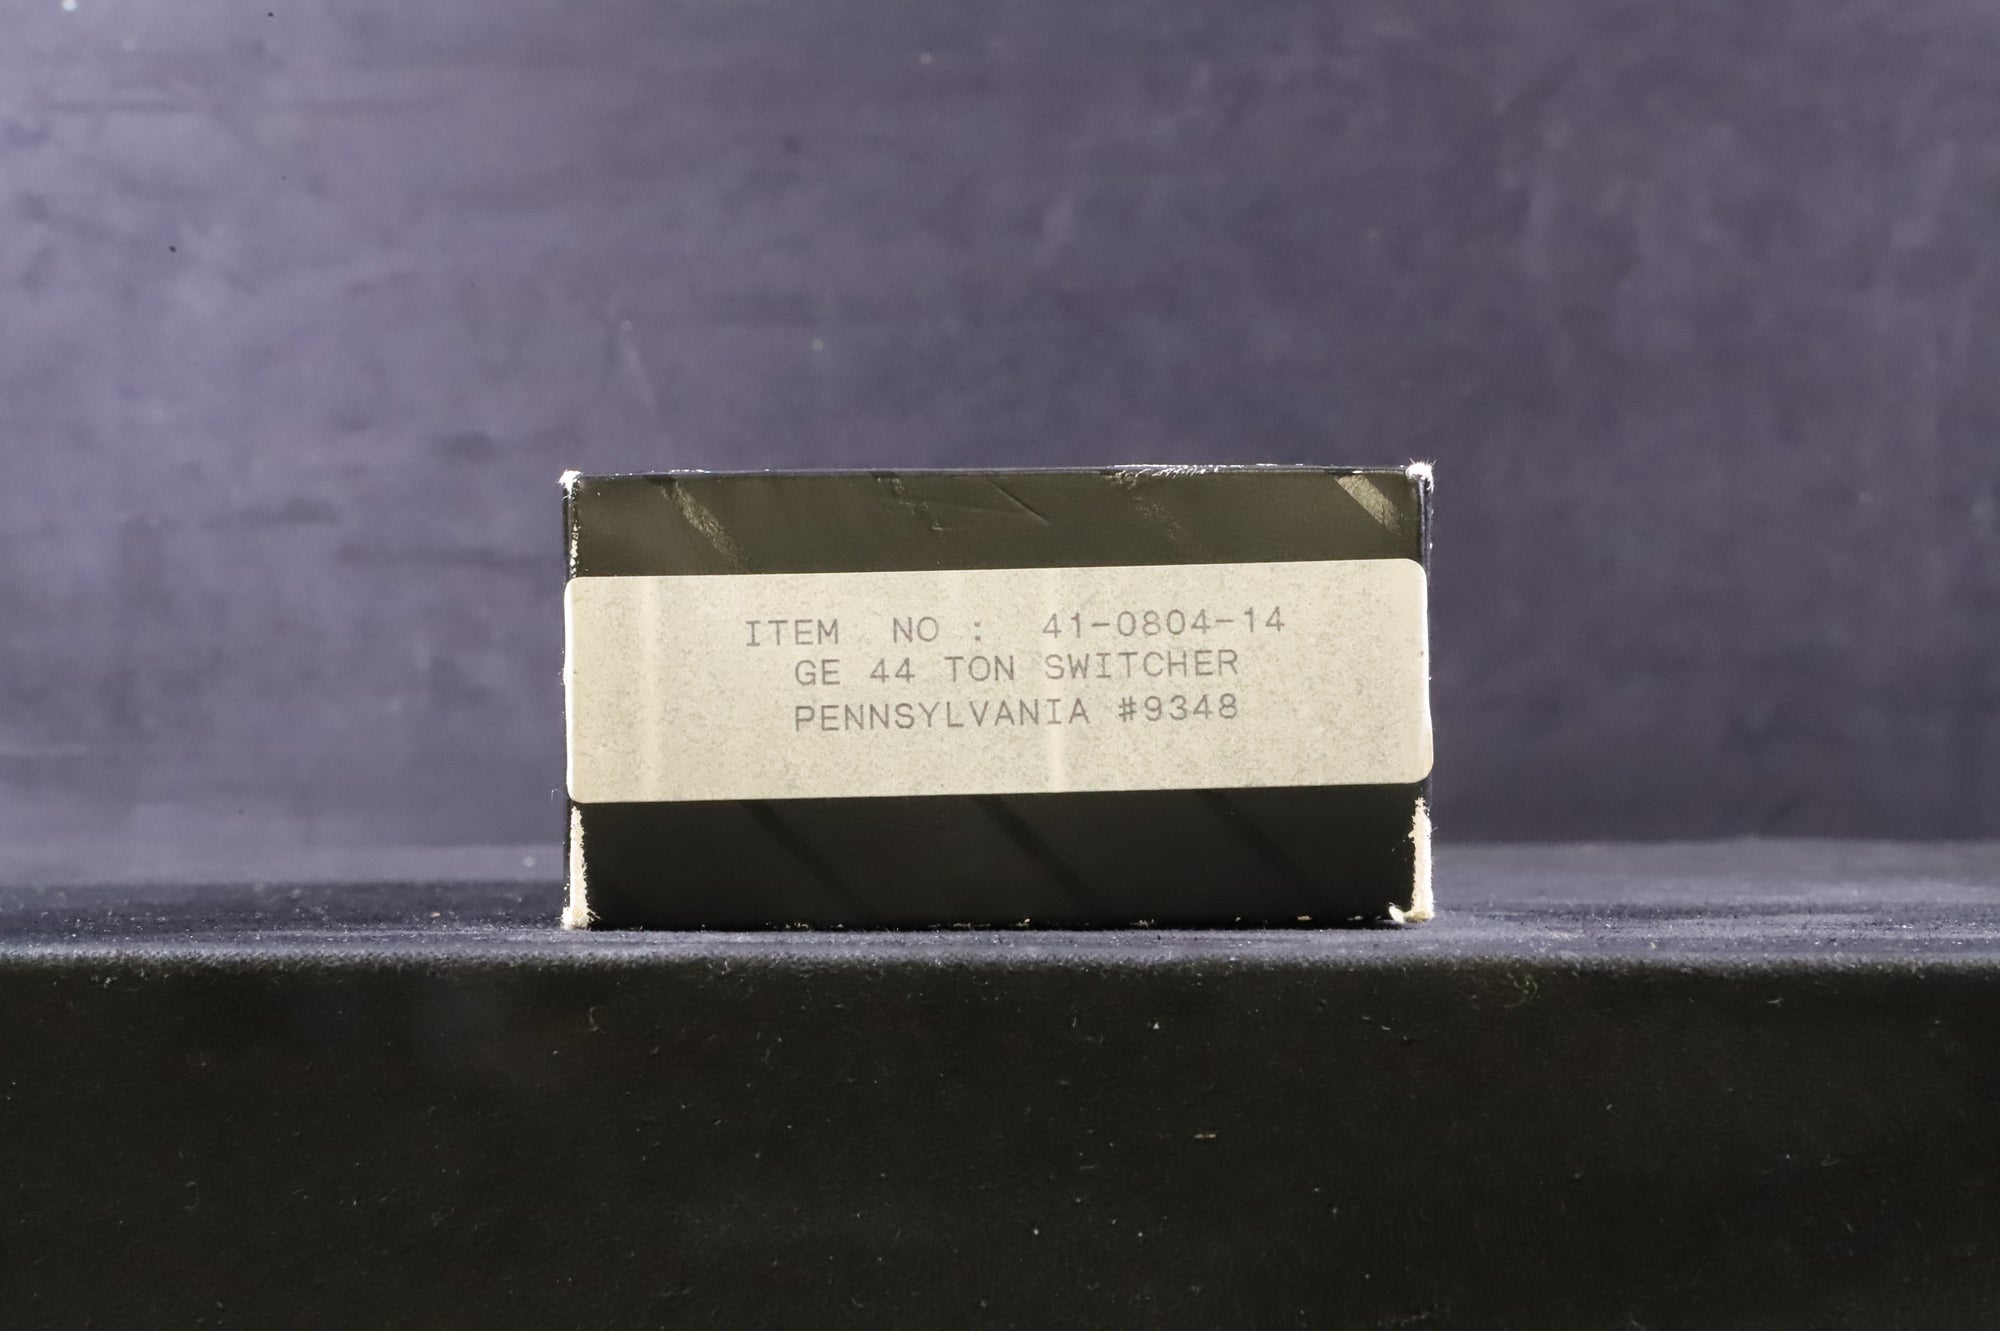 ITEM NO : 41-0804-14
GE 44 TON SWITCHER
PENNSYLVANIA #9348